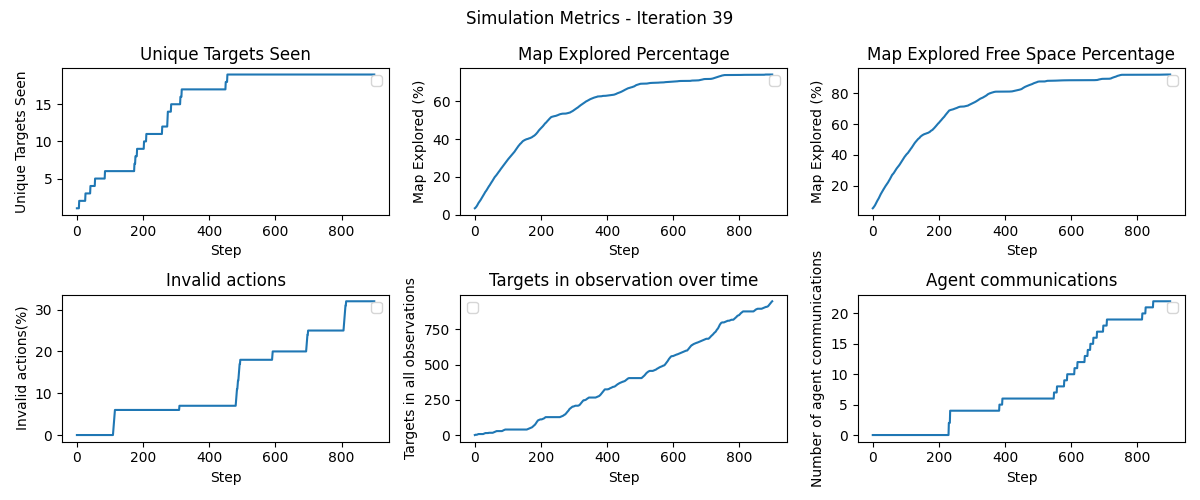 Simulation Metrics - Iteration 39
Unique Targets Seen
Unique Targets Seen
15
10
5
0
200
400
600
800
Step
Map Explored Percentage
Map Explored (%)
60
40
20
0
0
200
400
600
800
Step
Map Explored Free Space Percentage
Map Explored (%)
80
60
40
20
0
200
400
600
800
Step
Invalid actions
Invalid actions(%)
30
20
10
0
0
200
400
600
800
Step
Targets in observation over time
Targets in all observations
750
500
250
0
0
200
400
600
800
Step
Agent communications
Number of agent communications
20
15
10
5
0
0
200
400
600
800
Step